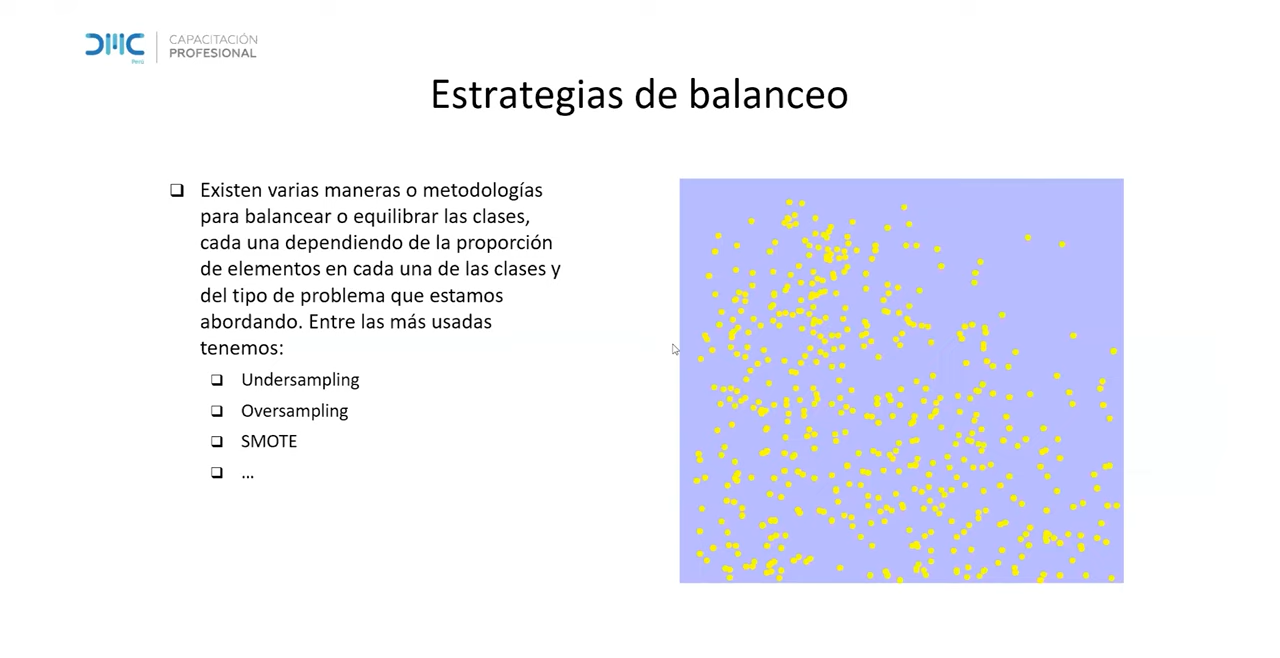 DMC
Perú
CAPACITACIÓN
PROFESIONAL
Estrategias de balanceo
Existen varias maneras o metodologías
para balancear o equilibrar las clases,
cada una dependiendo de la proporción
de elementos en cada una de las clases y
del tipo de problema que estamos
abordando. Entre las más usadas
tenemos:
Undersampling
Oversampling
SMOTE
...